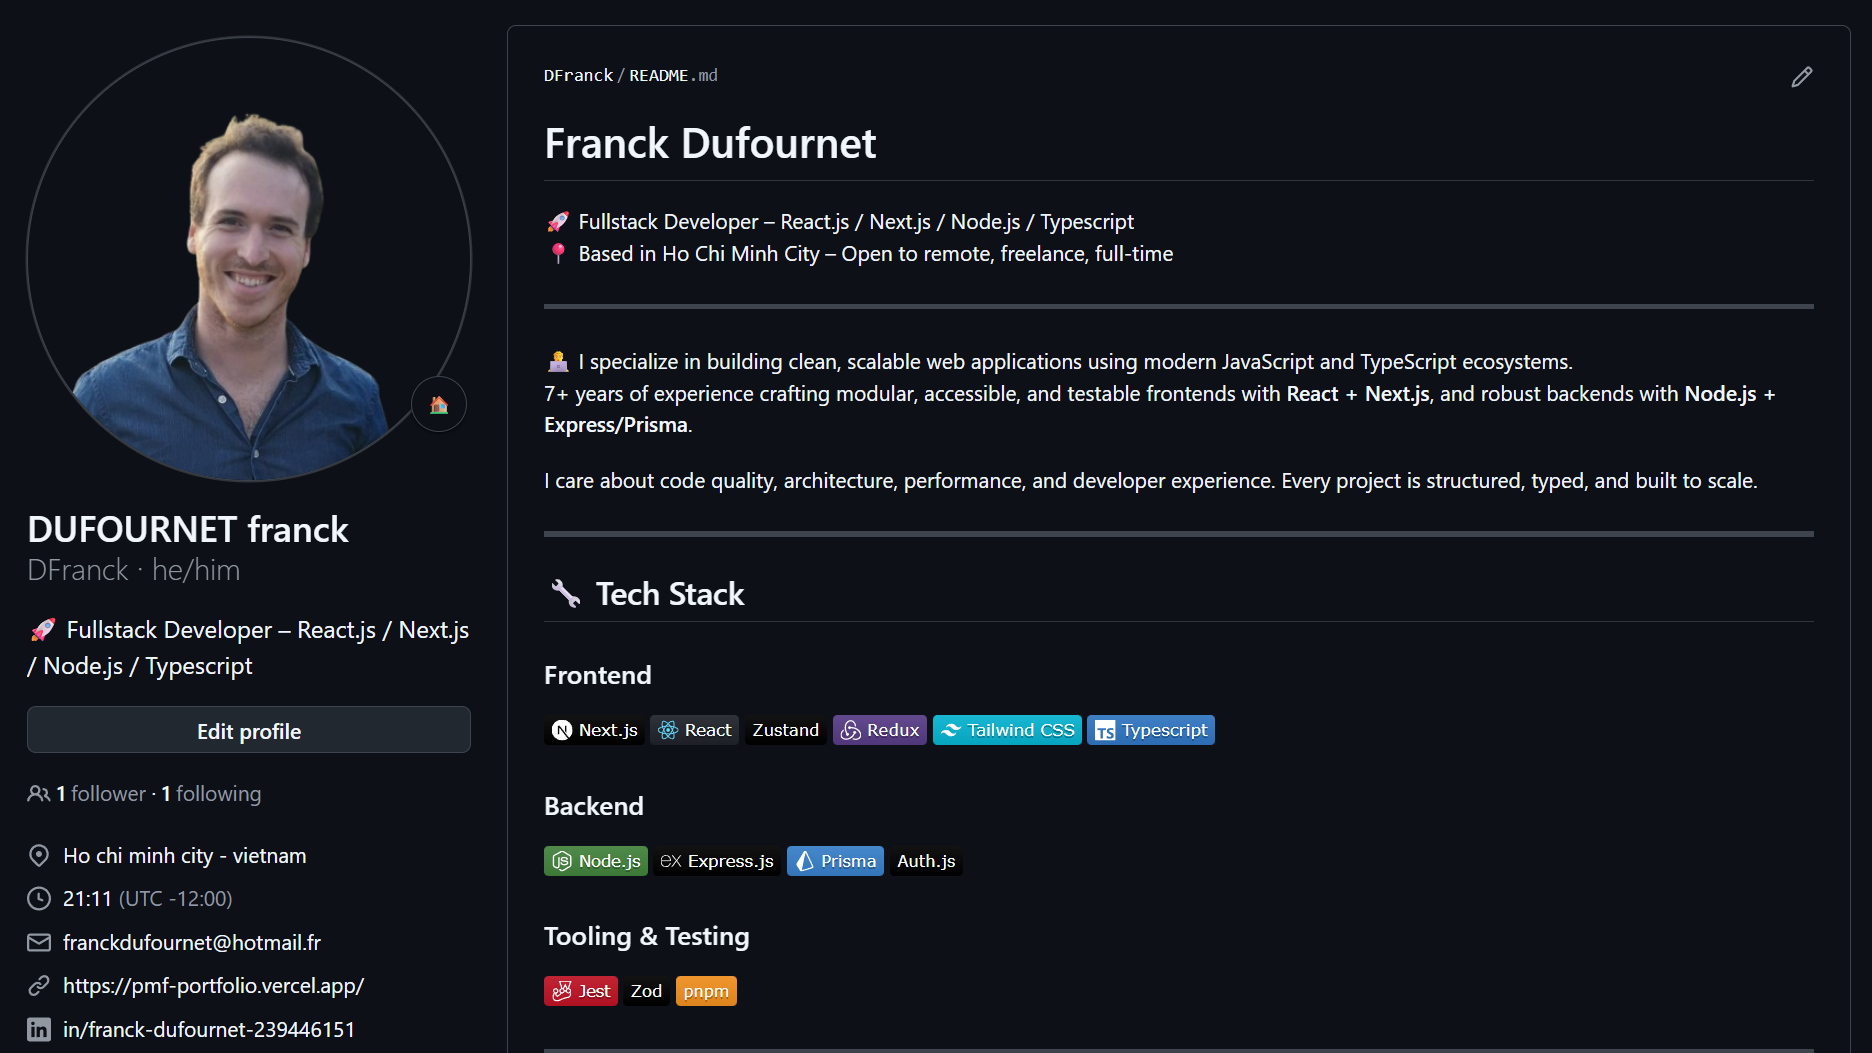 DUFOURNET franck
DFranck · he/him
🚀 Fullstack Developer – React.js / Next.js
/ Node.js / Typescript
Edit profile
1 follower · 1 following
Ho chi minh city - vietnam
21:11 (UTC -12:00)
franckdufournet@hotmail.fr
https://pmf-portfolio.vercel.app/
in/franck-dufournet-239446151
DFranck / README.md
Franck Dufournet
🚀 Fullstack Developer – React.js / Next.js / Node.js / Typescript
📍 Based in Ho Chi Minh City – Open to remote, freelance, full-time
🧑‍💻 I specialize in building clean, scalable web applications using modern JavaScript and TypeScript ecosystems.
7+ years of experience crafting modular, accessible, and testable frontends with React + Next.js, and robust backends with Node.js +
Express/Prisma.
I care about code quality, architecture, performance, and developer experience. Every project is structured, typed, and built to scale.
🔧 Tech Stack
Frontend
Next.js React Zustand Redux Tailwind CSS TS Typescript
Backend
Node.js ex Express.js Prisma Auth.js
Tooling & Testing
Jest Zod pnpm